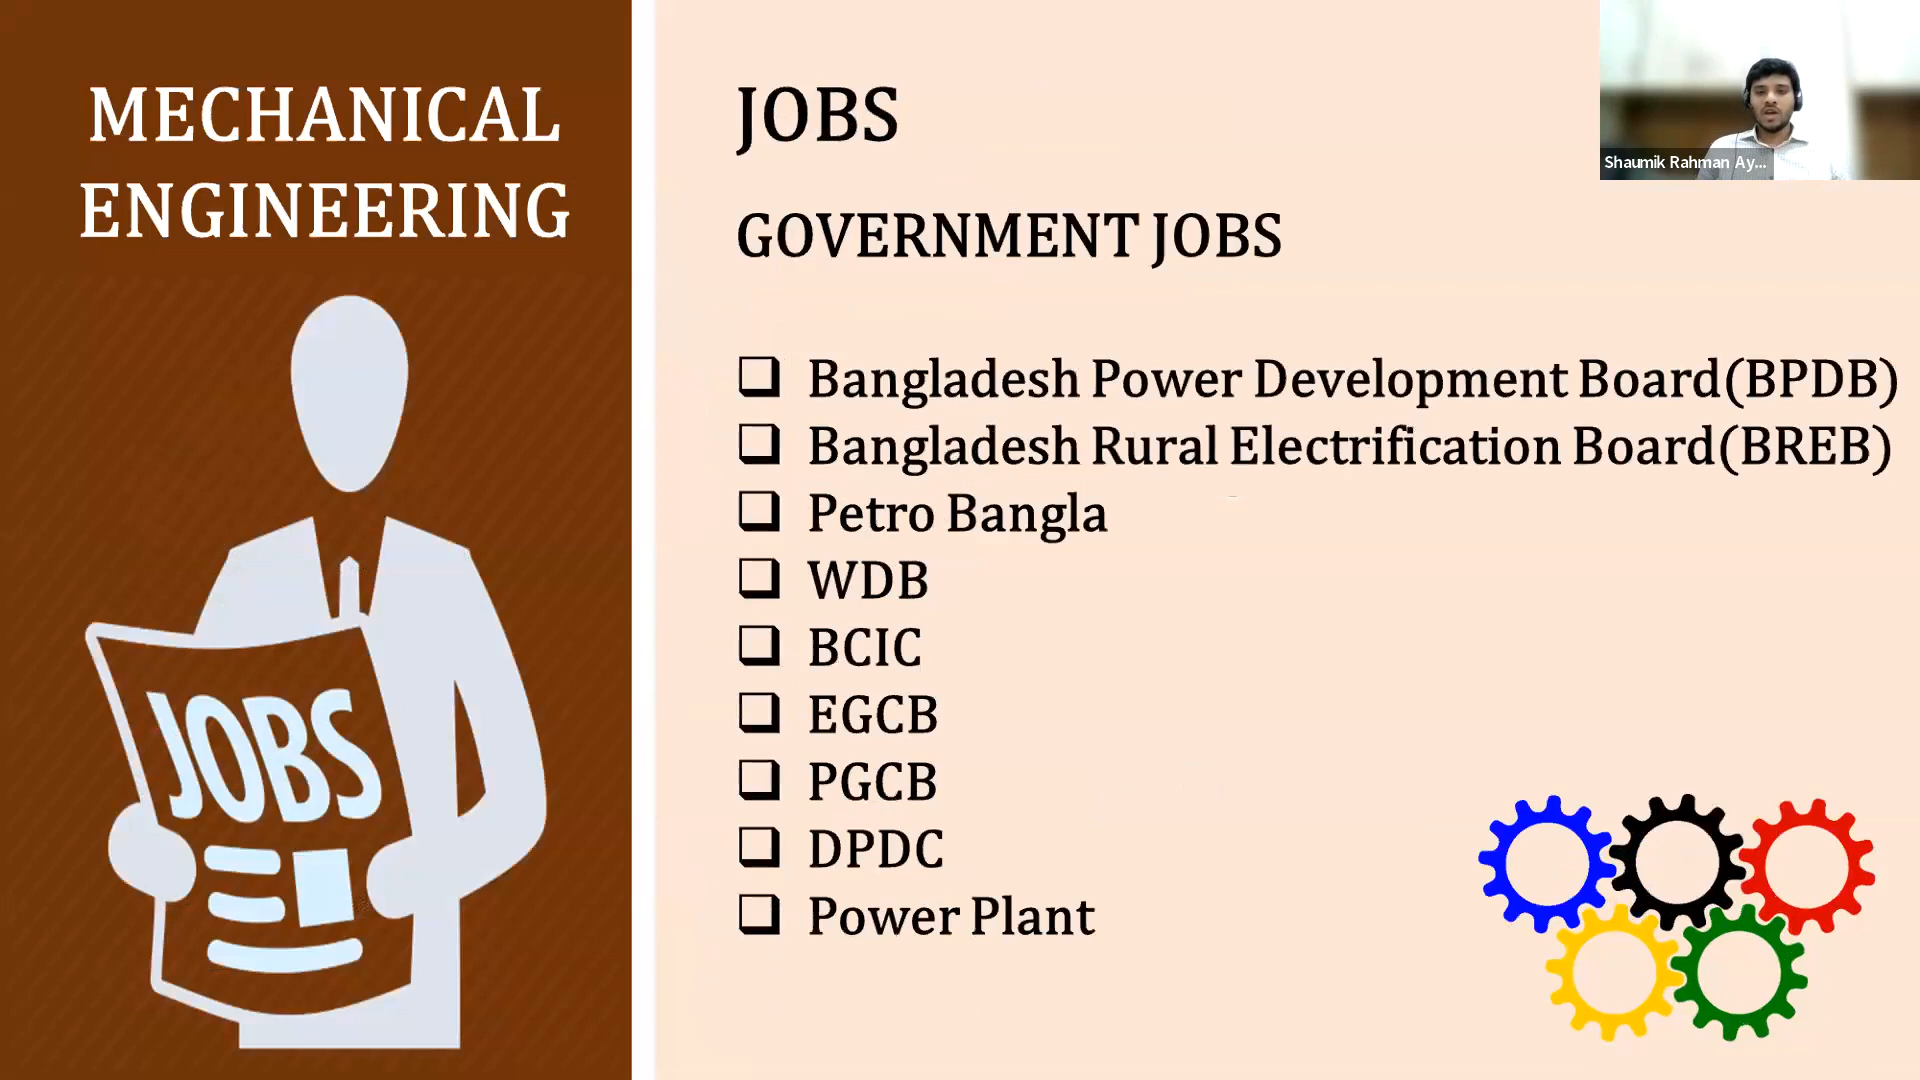 MECHANICAL
ENGINEERING
JOBS
JOBS
GOVERNMENT JOBS
❑ Bangladesh Power Development Board(BPDB)
❑ Bangladesh Rural Electrification Board(BREB)
❑ Petro Bangla
❑ WDB
❑ BCIC
❑ EGCB
❑ PGCB
❑ DPDC
❑ Power Plant
Shaumik Rahman Ay...